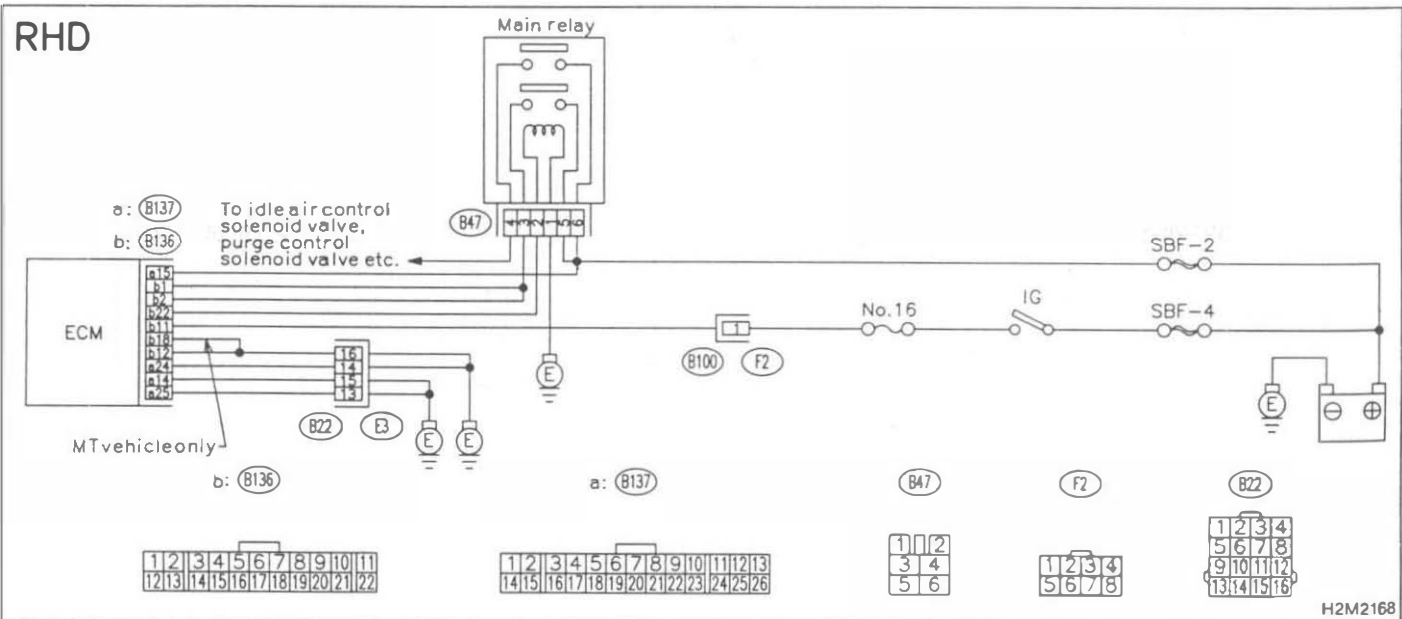 RHD
Main relay
a: B137
b: B136
To idle air control
solenoid valve,
purge control
solenoid valve etc.
B47
4 3 2 1 5 6
SBF-2
No.16
IG
SBF-4
ECM
a15
b1
b2
b22
b11
b18
b12
a24
a14
a25
16
14
15
13
1
B100
F2
B22
E3
E
E
E
E
⊖ ⊕
MT vehicle only
b: B136
a: B137
B47
F2
B22
1 2 3 4 5 6 7 8 9 10 11
12 13 14 15 16 17 18 19 20 21 22
1 2 3 4 5 6 7 8 9 10 11 12 13
14 15 16 17 18 19 20 21 22 23 24 25 26
1 2
3 4
5 6
1 2 3 4
5 6 7 8
1 2 3 4
5 6 7 8
9 10 11 12
13 14 15 16
H2M2168